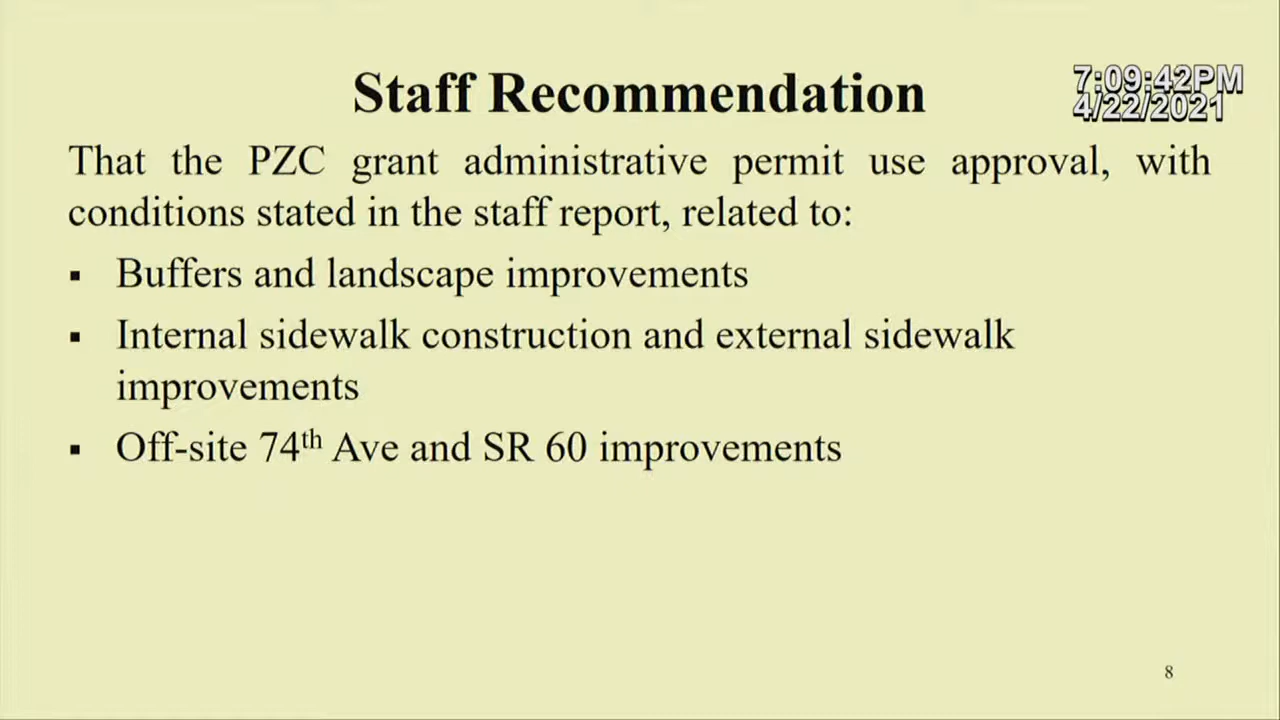 Staff Recommendation
7:09:42PM
4/22/2021
That the PZC grant administrative permit use approval, with
conditions stated in the staff report, related to:
▪ Buffers and landscape improvements
▪ Internal sidewalk construction and external sidewalk
improvements
▪ Off-site 74th Ave and SR 60 improvements
8